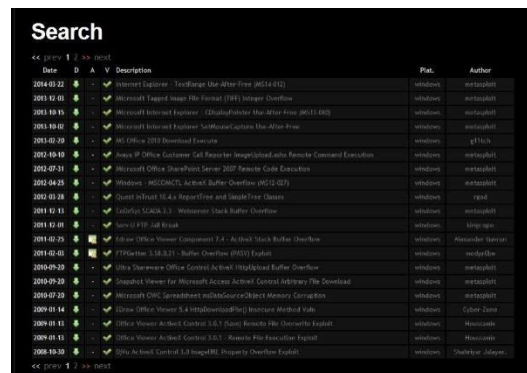 Search
<< prev 1 2 >> next
Date D A V Description Plat. Author
2014-03-22 - Internet Explorer - TextRange Use-After-Free (MS14-012) windows metasploit
2013-12-03 - Microsoft Tagged Image File Format (TIFF) Integer Overflow windows metasploit
2013-10-15 - Microsoft Internet Explorer - CDisplayPointer Use-After-Free (MS13-080) windows metasploit
2013-10-02 - Microsoft Internet Explorer SetMouseCapture Use-After-Free windows metasploit
2013-02-20 - MS Office 2010 Download Execute windows g11tch
2012-10-10 - Avaya IP Office Customer Call Reporter ImageUpload.ashx Remote Command Execution windows metasploit
2012-07-31 - Microsoft Office SharePoint Server 2007 Remote Code Execution windows metasploit
2012-04-25 - Windows - MSCOMCTL ActiveX Buffer Overflow (MS12-027) windows metasploit
2012-03-28 - Quest InTrust 10.4.x ReportTree and SimpleTree Classes windows rgod
2011-12-13 - CoDeSys SCADA 2.3 - Webserver Stack Buffer Overflow windows metasploit
2011-12-01 - Serv-U FTP Jail Break windows kingcope
2011-02-25 Edraw Office Viewer Component 7.4 - ActiveX Stack Buffer Overflow windows Alexander
2011-02-03 FTPGetter 3.58.0.21 - Buffer Overflow (PASV) Exploit windows modpr0be
2010-09-20 - Ultra Shareware Office Control ActiveX HttpUpload Buffer Overflow windows metasploit
2010-09-20 - Snapshot Viewer for Microsoft Access ActiveX Control Arbitrary File Download windows metasploit
2010-07-20 - Microsoft OWC Spreadsheet msDataSourceObject Memory Corruption windows metasploit
2009-01-14 - EDraw Office Viewer 5.4 HttpDownloadFile() Insecure Method Vuln windows Cyber-Zone
2009-01-13 - Office Viewer ActiveX Control 3.0.1 (Save) Remote File Overwrite Exploit windows Houssamix
2009-01-13 - Office Viewer ActiveX Control 3.0.1 - Remote File Execution Exploit windows Houssamix
2008-10-30 - DjVu ActiveX Control 3.0 ImageURL Property Overflow Exploit windows Shahriyar Jalayer.
<< prev 1 2 >> next